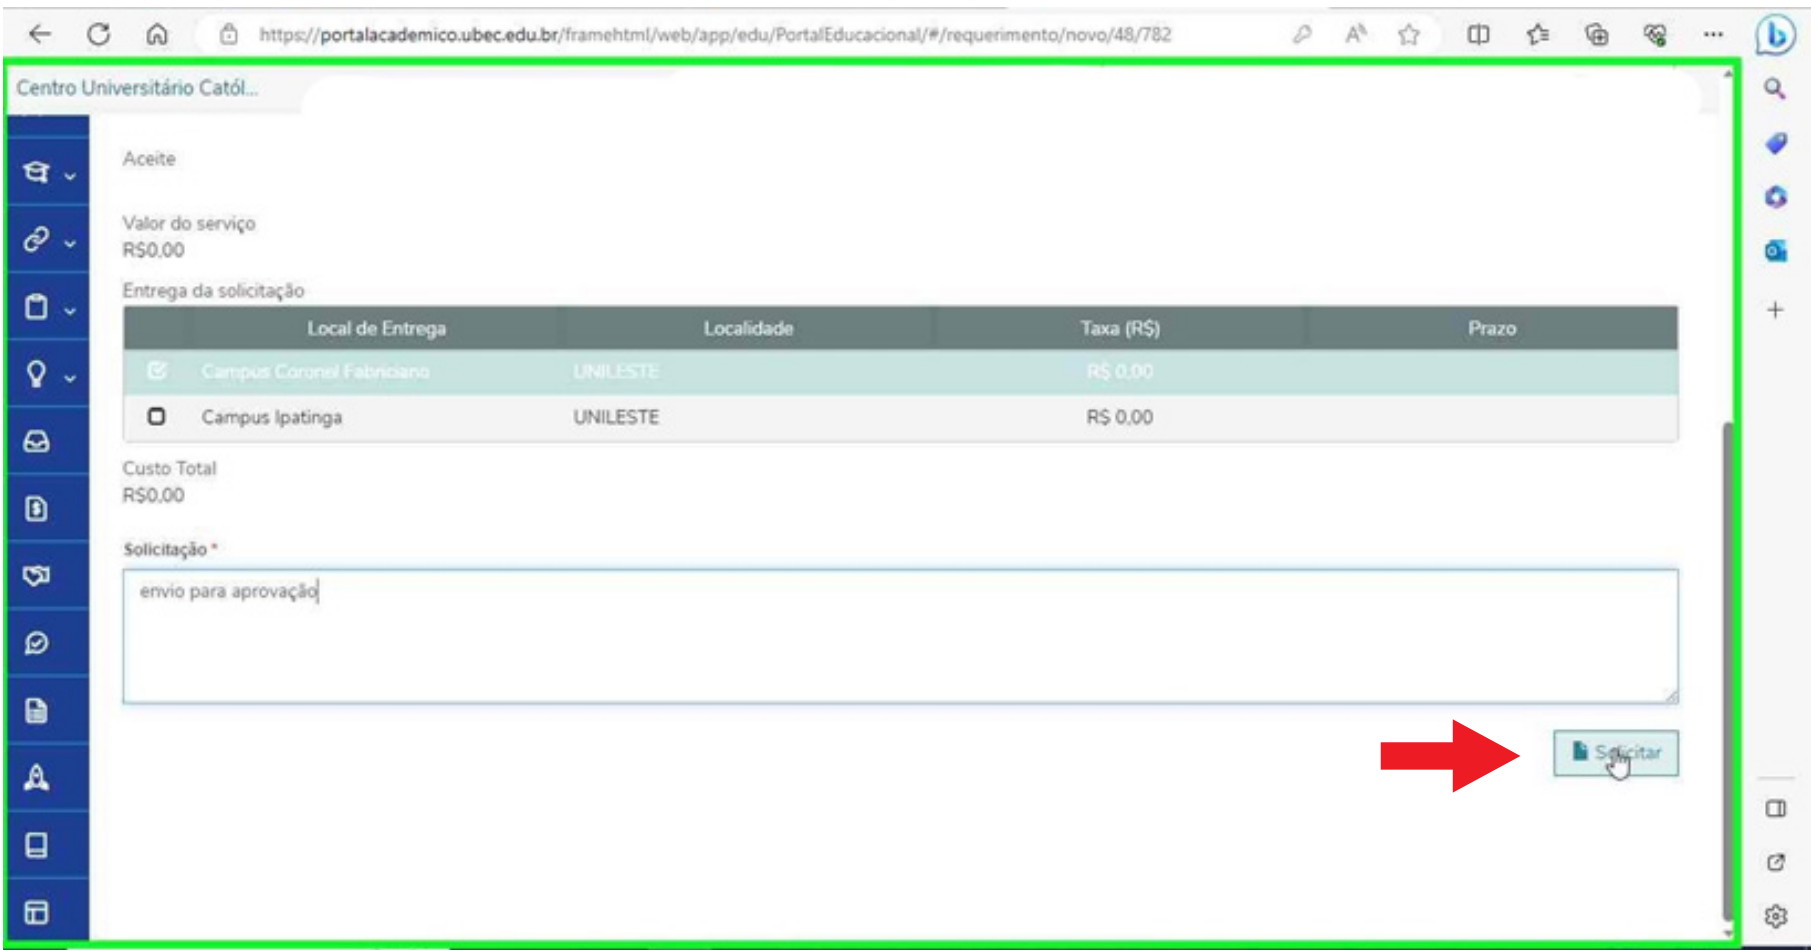 https://portalacademico.ubec.edu.br/framehtml/web/app/edu/PortalEducacional/#/requerimento/novo/48/782
Centro Universitário Catól...
Aceite
Valor do serviço
R$0,00
Entrega da solicitação
Local de Entrega Localidade Taxa (R$) Prazo
Campus Coronel Fabriciano UNILESTE R$ 0,00
Campus Ipatinga UNILESTE R$ 0,00
Custo Total
R$0,00
Solicitação *
envio para aprovação
Solicitar